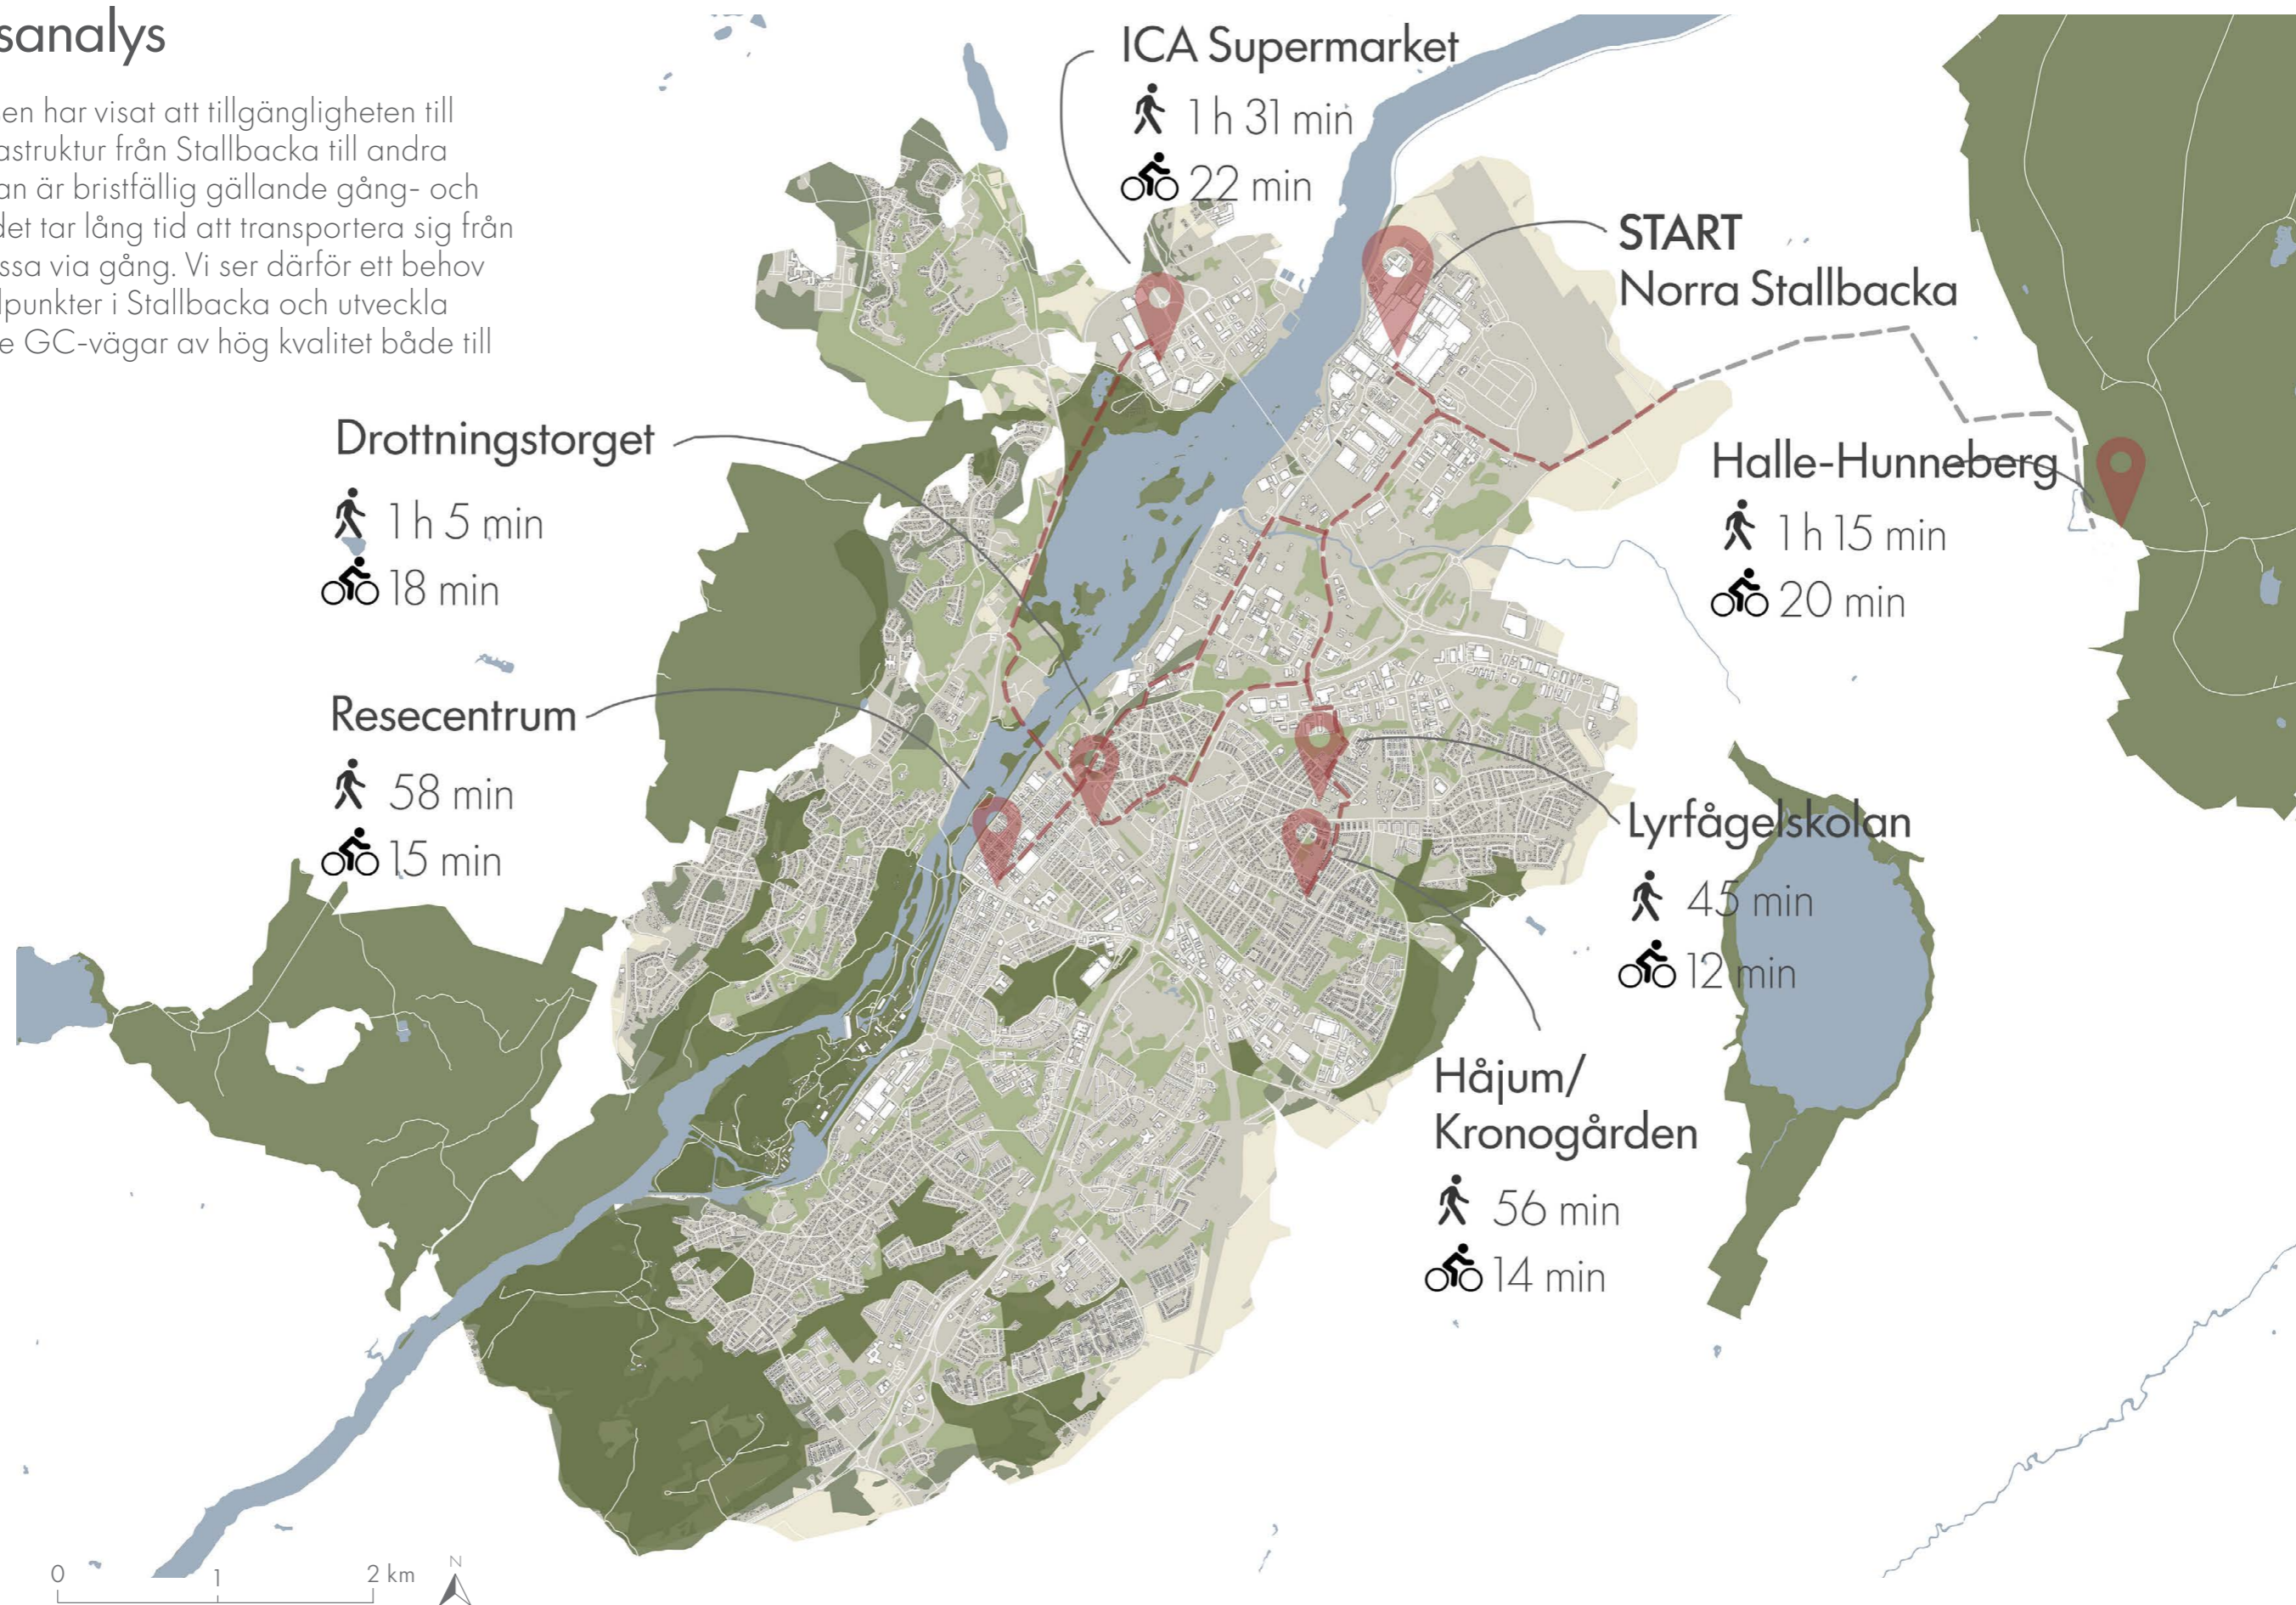 sanalys
en har visat att tillgängligheten till
astruktur från Stallbacka till andra
an är bristfällig gällande gång- och
det tar lång tid att transportera sig från
ssa via gång. Vi ser därför ett behov
lpunkter i Stallbacka och utveckla
e GC-vägar av hög kvalitet både till
ICA Supermarket
1 h 31 min
22 min
START
Norra Stallbacka
Drottningstorget
1 h 5 min
18 min
Halle-Hunneberg
1 h 15 min
20 min
Resecentrum
58 min
15 min
Lyrfågelskolan
45 min
12 min
Håjum/
Kronogården
56 min
14 min
0 1 2 km
N